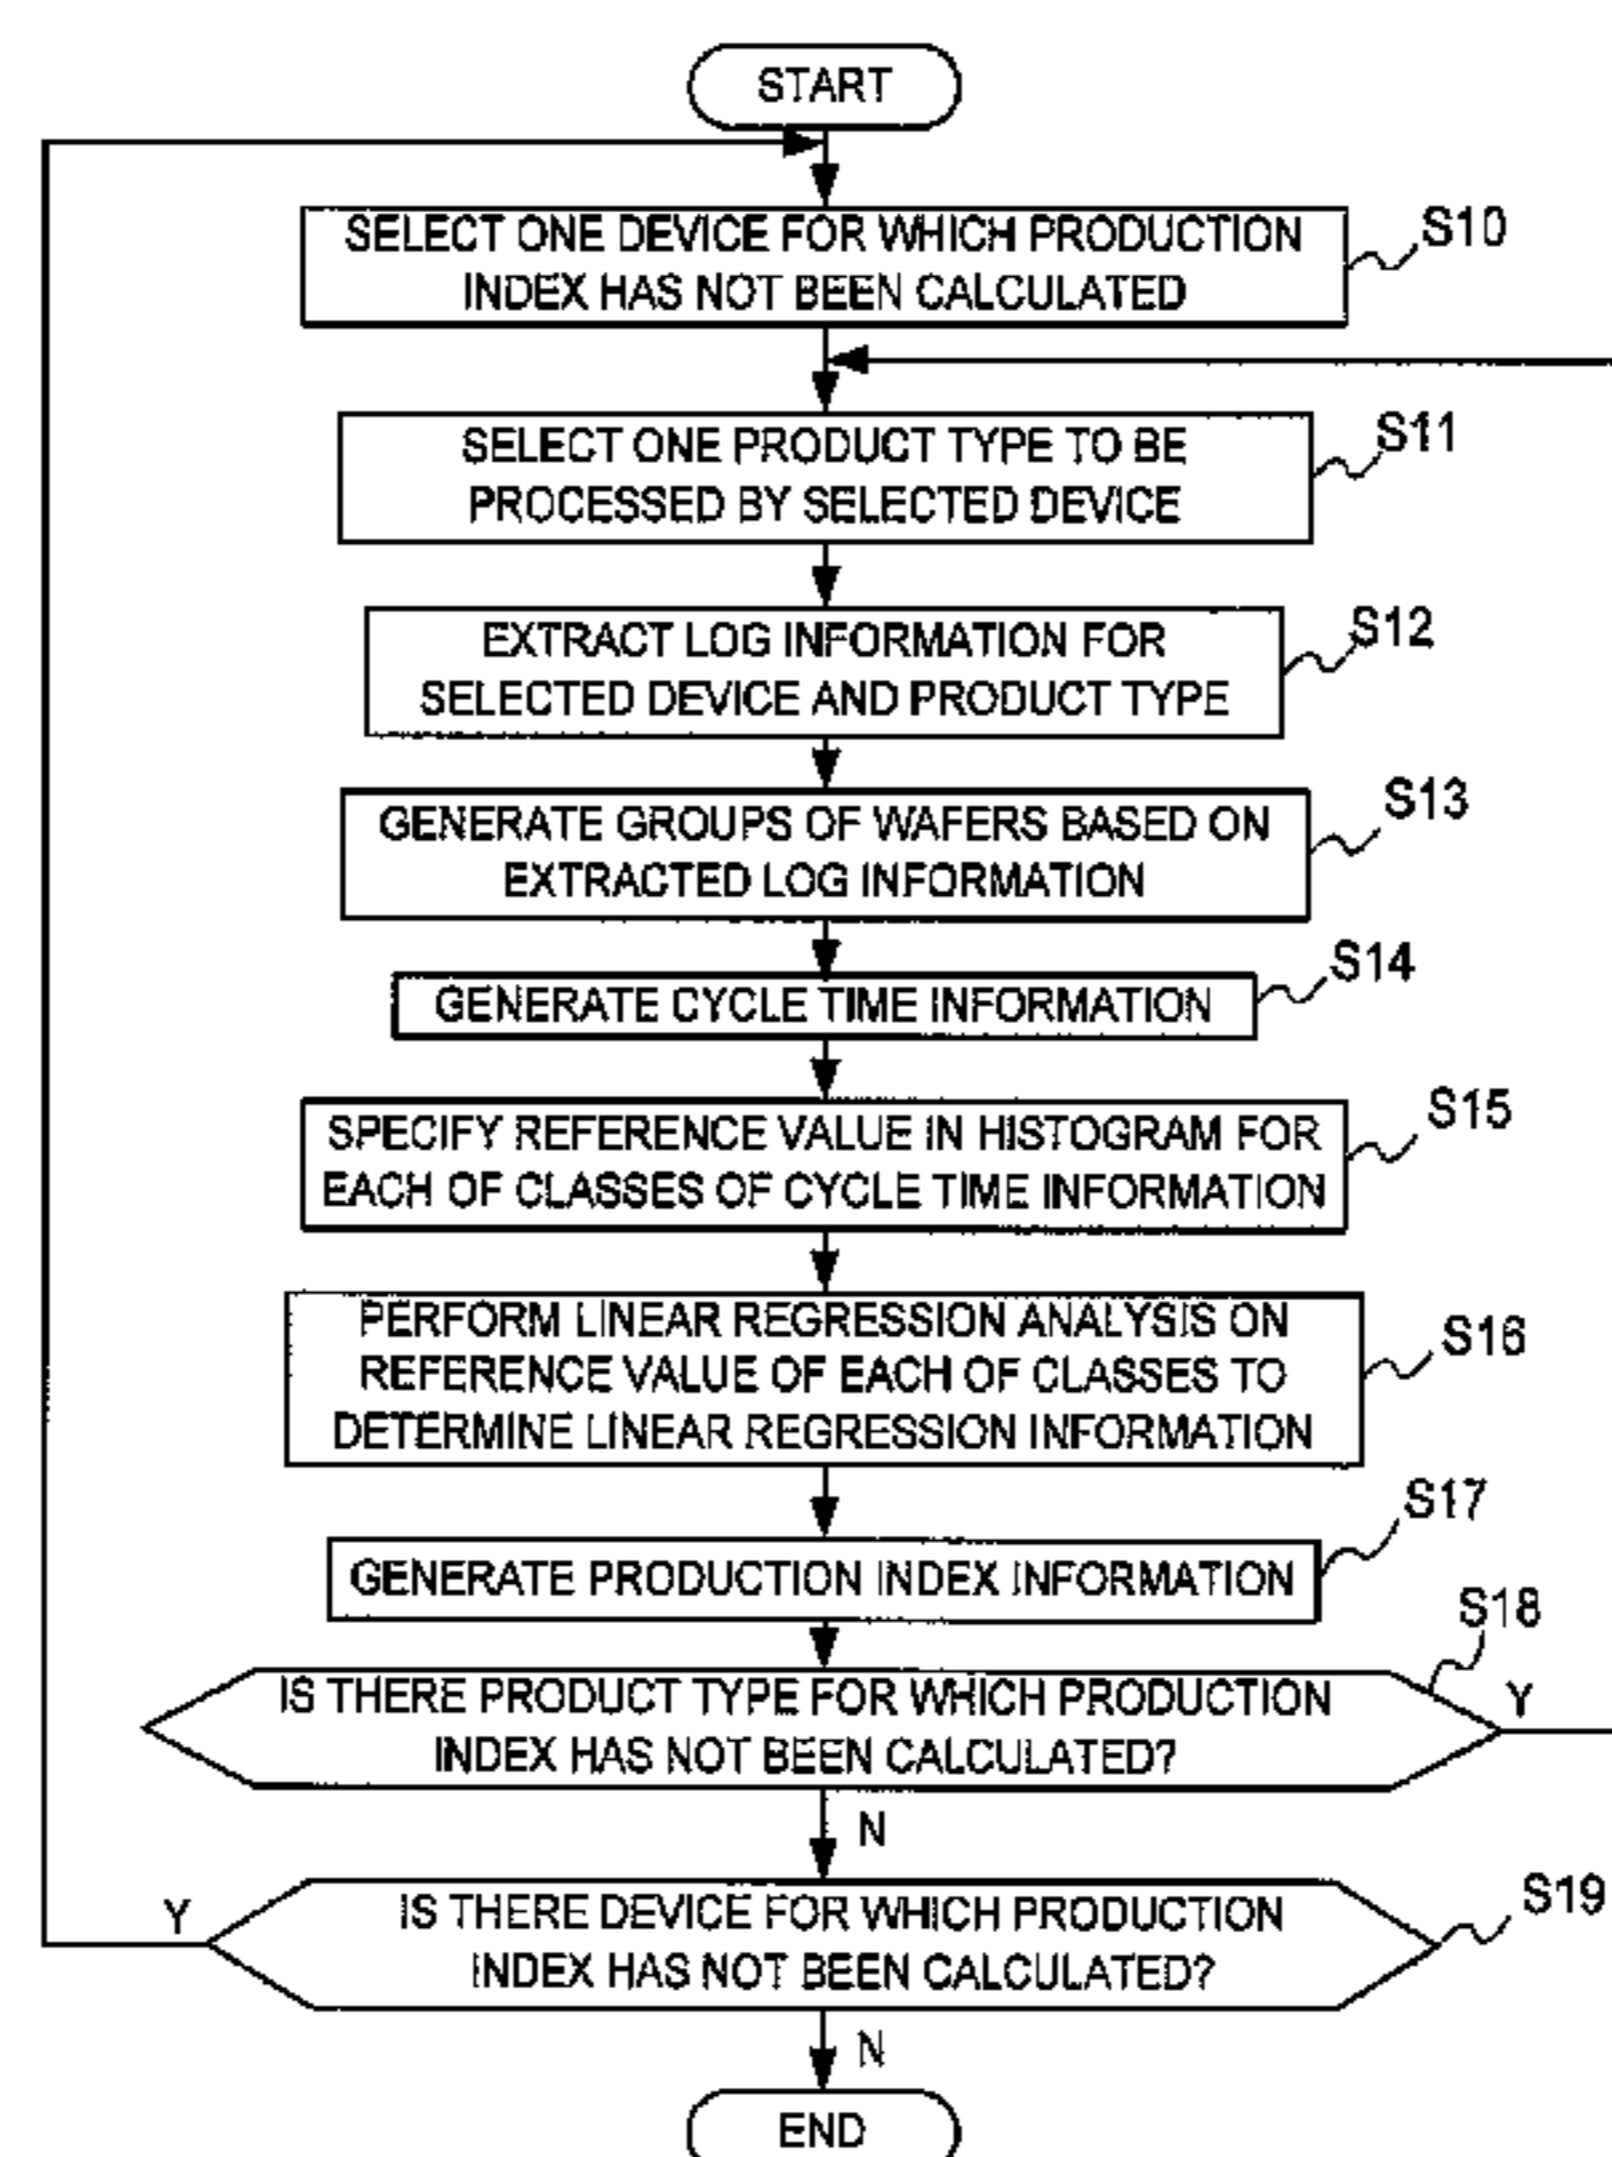 START
SELECT ONE DEVICE FOR WHICH PRODUCTION
INDEX HAS NOT BEEN CALCULATED
S10
SELECT ONE PRODUCT TYPE TO BE
PROCESSED BY SELECTED DEVICE
S11
EXTRACT LOG INFORMATION FOR
SELECTED DEVICE AND PRODUCT TYPE
S12
GENERATE GROUPS OF WAFERS BASED ON
EXTRACTED LOG INFORMATION
S13
GENERATE CYCLE TIME INFORMATION
S14
SPECIFY REFERENCE VALUE IN HISTOGRAM FOR
EACH OF CLASSES OF CYCLE TIME INFORMATION
S15
PERFORM LINEAR REGRESSION ANALYSIS ON
REFERENCE VALUE OF EACH OF CLASSES TO
DETERMINE LINEAR REGRESSION INFORMATION
S16
GENERATE PRODUCTION INDEX INFORMATION
S17
IS THERE PRODUCT TYPE FOR WHICH PRODUCTION
INDEX HAS NOT BEEN CALCULATED?
S18
Y
N
IS THERE DEVICE FOR WHICH PRODUCTION
INDEX HAS NOT BEEN CALCULATED?
S19
Y
N
END